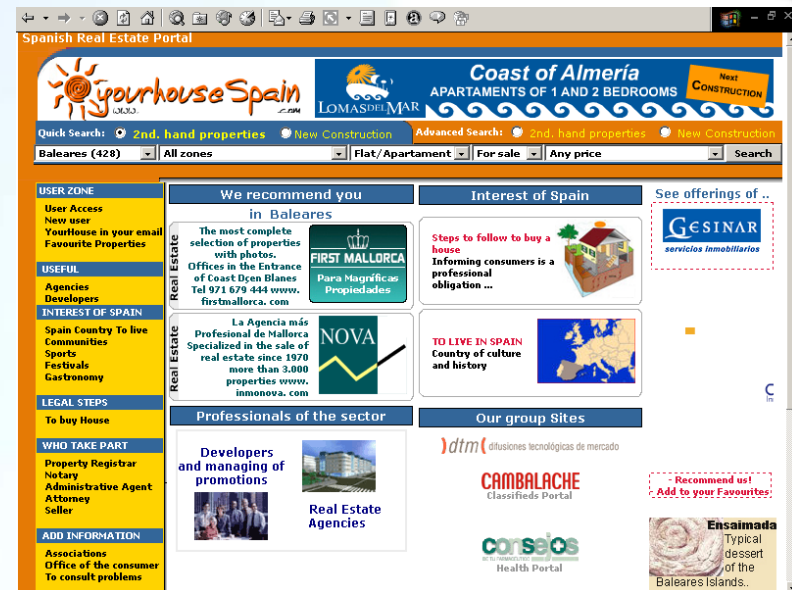 Spanish Real Estate Portal
yourhouseSpain
www. .com
LOMAS DEL MAR
Coast of Almería
APARTAMENTS OF 1 AND 2 BEDROOMS
Next
CONSTRUCTION
Quick Search: 2nd. hand properties New Construction Advanced Search: 2nd. hand properties New Construction
Baleares (428) All zones Flat/Apartament For sale Any price Search
USER ZONE
User Access
New user
YourHouse in your email
Favourite Properties
USEFUL
Agencies
Developers
INTEREST OF SPAIN
Spain Country To live
Communities
Sports
Festivals
Gastronomy
LEGAL STEPS
To buy House
WHO TAKE PART
Property Registrar
Notary
Administrative Agent
Attorney
Seller
ADD INFORMATION
Associations
Office of the consumer
To consult problems
We recommend you
in Baleares
Real Estate
The most complete
selection of properties
with photos.
Offices in the Entrance
of Coast Dçen Blanes
Tel 971 679 444 www.
firstmallorca. com
FIRST MALLORCA
Para Magníficas
Propiedades
Real Estate
La Agencia más
Profesional de Mallorca
Specialized in the sale of
real estate since 1970
more than 3.000
properties www.
inmonova. com
NOVA
Professionals of the sector
Developers
and managing of
promotions
Real Estate
Agencies
Interest of Spain
Steps to follow to buy a
house
Informing consumers is a
professional
obligation ...
TO LIVE IN SPAIN
Country of culture
and history
Our group Sites
dtm difusiones tecnológicas de mercado
CAMBALACHE
Classifieds Portal
consejos
Health Portal
See offerings of ..
GESINAR
servicios inmobiliarios
- Recommend us!
- Add to your Favourites
Ensaimada
Typical
dessert
of the
Baleares Islands..